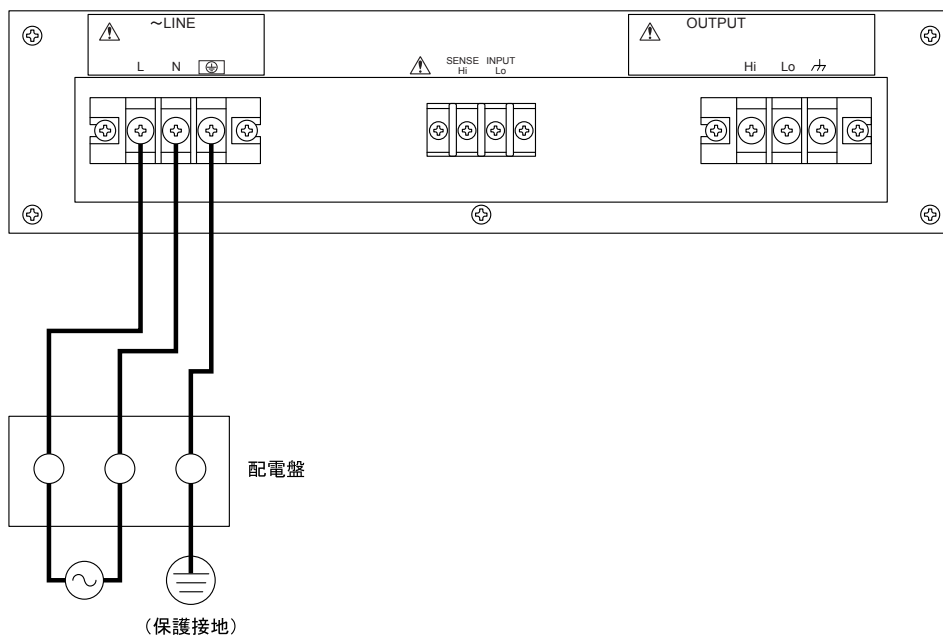 ~LINE
L N
SENSE INPUT
Hi Lo
OUTPUT
Hi Lo
配電盤
(保護接地)